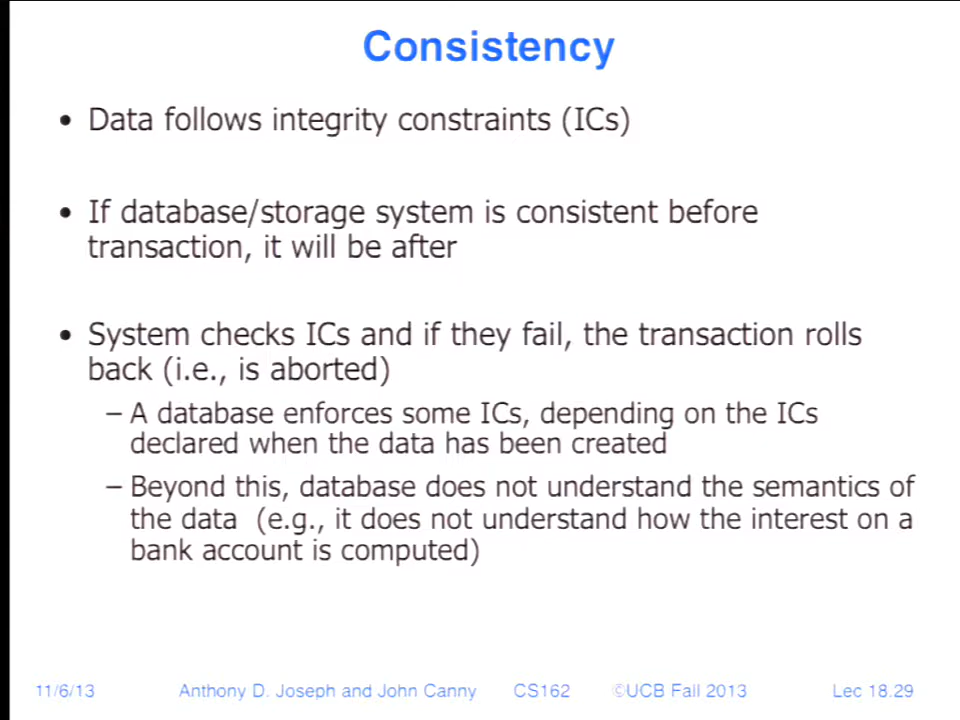 Consistency
• Data follows integrity constraints (ICs)
• If database/storage system is consistent before
transaction, it will be after
• System checks ICs and if they fail, the transaction rolls
back (i.e., is aborted)
– A database enforces some ICs, depending on the ICs
declared when the data has been created
– Beyond this, database does not understand the semantics of
the data (e.g., it does not understand how the interest on a
bank account is computed)
11/6/13 Anthony D. Joseph and John Canny CS162 ©UCB Fall 2013 Lec 18.29